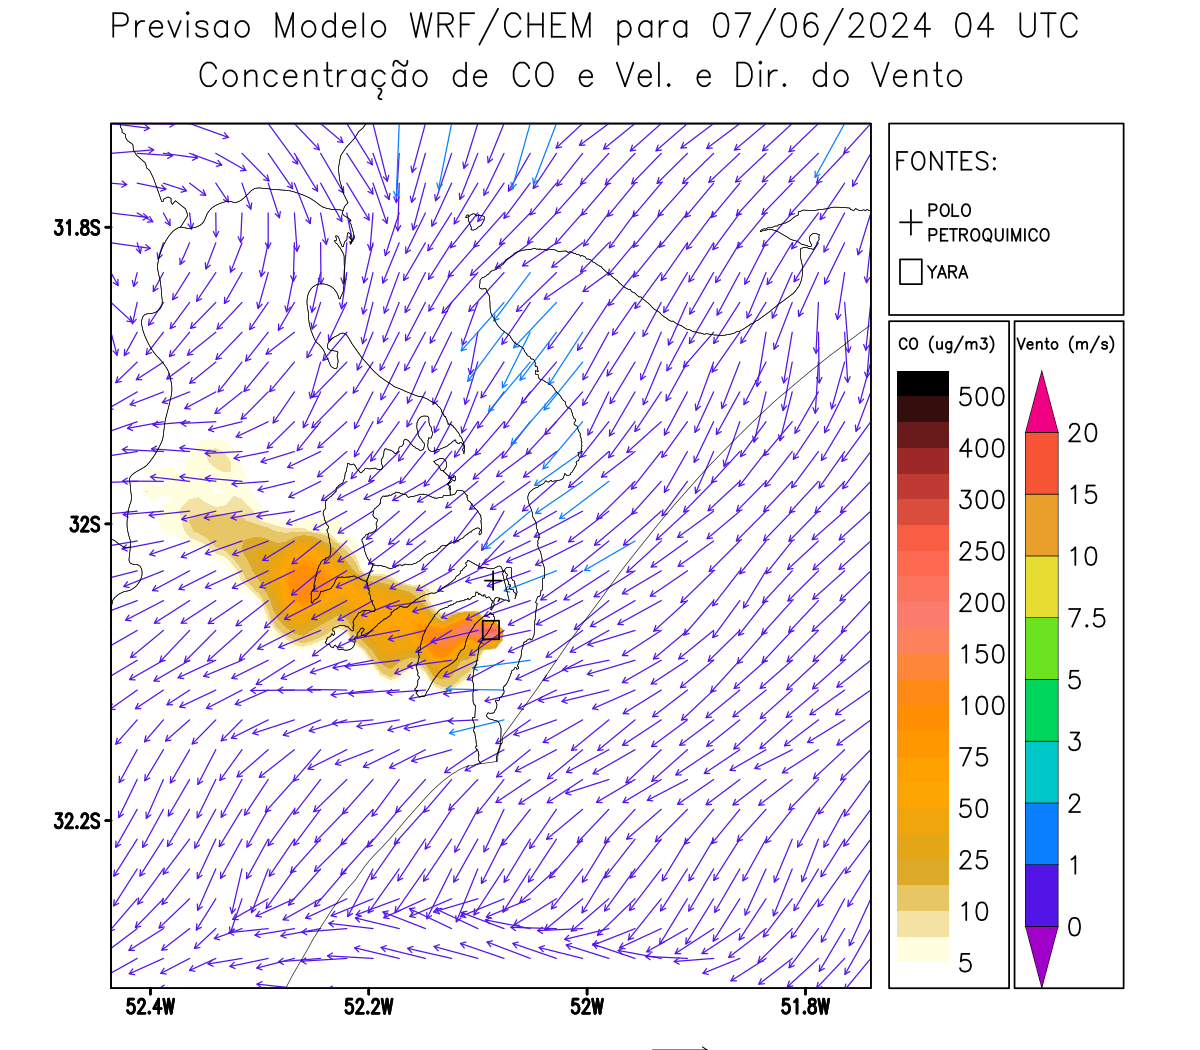 Previsao Modelo WRF/CHEM para 07/06/2024 04 UTC
Concentração de CO e Vel. e Dir. do Vento
FONTES:
POLO
PETROQUIMICO
YARA
CO (ug/m3)
500
400
300
250
200
150
100
75
50
25
10
5
Vento (m/s)
20
15
10
7.5
5
3
2
1
0
31.8S
32S
32.2S
52.4W
52.2W
52W
51.8W